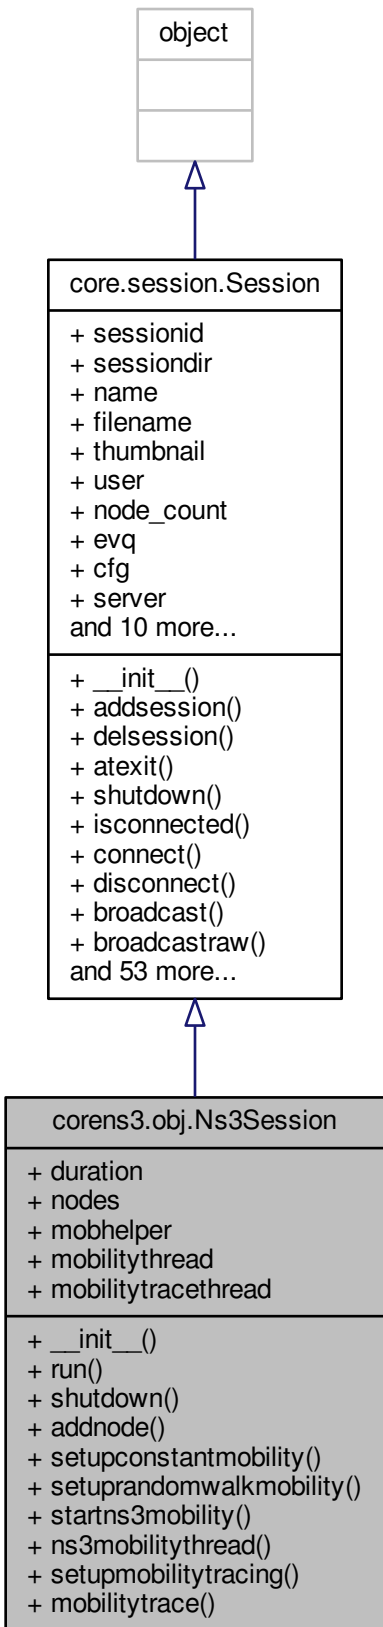 object
core.session.Session
+ sessionid
+ sessiondir
+ name
+ filename
+ thumbnail
+ user
+ node_count
+ evq
+ cfg
+ server
and 10 more...
+ __init__()
+ addsession()
+ delsession()
+ atexit()
+ shutdown()
+ isconnected()
+ connect()
+ disconnect()
+ broadcast()
+ broadcastraw()
and 53 more...
corens3.obj.Ns3Session
+ duration
+ nodes
+ mobhelper
+ mobilitythread
+ mobilitytracethread
+ __init__()
+ run()
+ shutdown()
+ addnode()
+ setupconstantmobility()
+ setuprandomwalkmobility()
+ startns3mobility()
+ ns3mobilitythread()
+ setupmobilitytracing()
+ mobilitytrace()